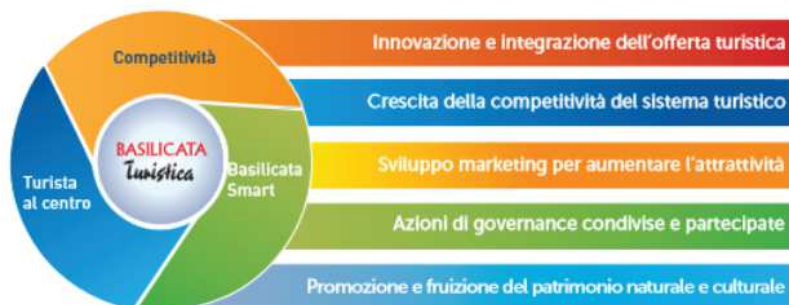 Competitività
BASILICATA
Turistica
Turista
al centro
Basilicata
Smart
Innovazione e integrazione dell'offerta turistica
Crescita della competitività del sistema turistico
Sviluppo marketing per aumentare l'attrattività
Azioni di governance condivise e partecipate
Promozione e fruizione del patrimonio naturale e culturale